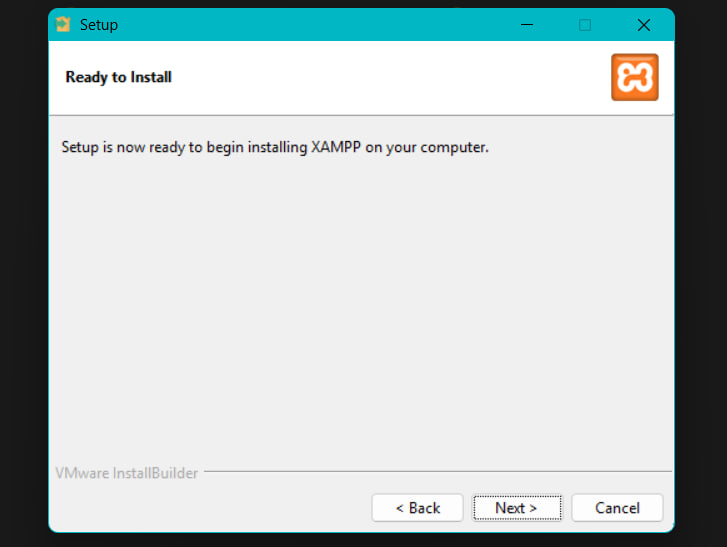 Setup
Ready to Install
Setup is now ready to begin installing XAMPP on your computer.
VMware InstallBuilder
< Back
Next >
Cancel